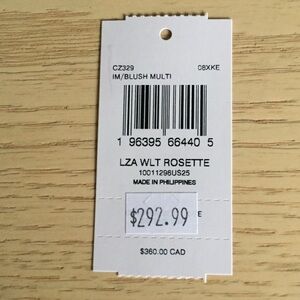 CZ329 08XKE
IM/BLUSH MULTI
1 96395 66440 5
LZA WLT ROSETTE
10011296US25
MADE IN PHILIPPINES
$292.99
E
$360.00 CAD